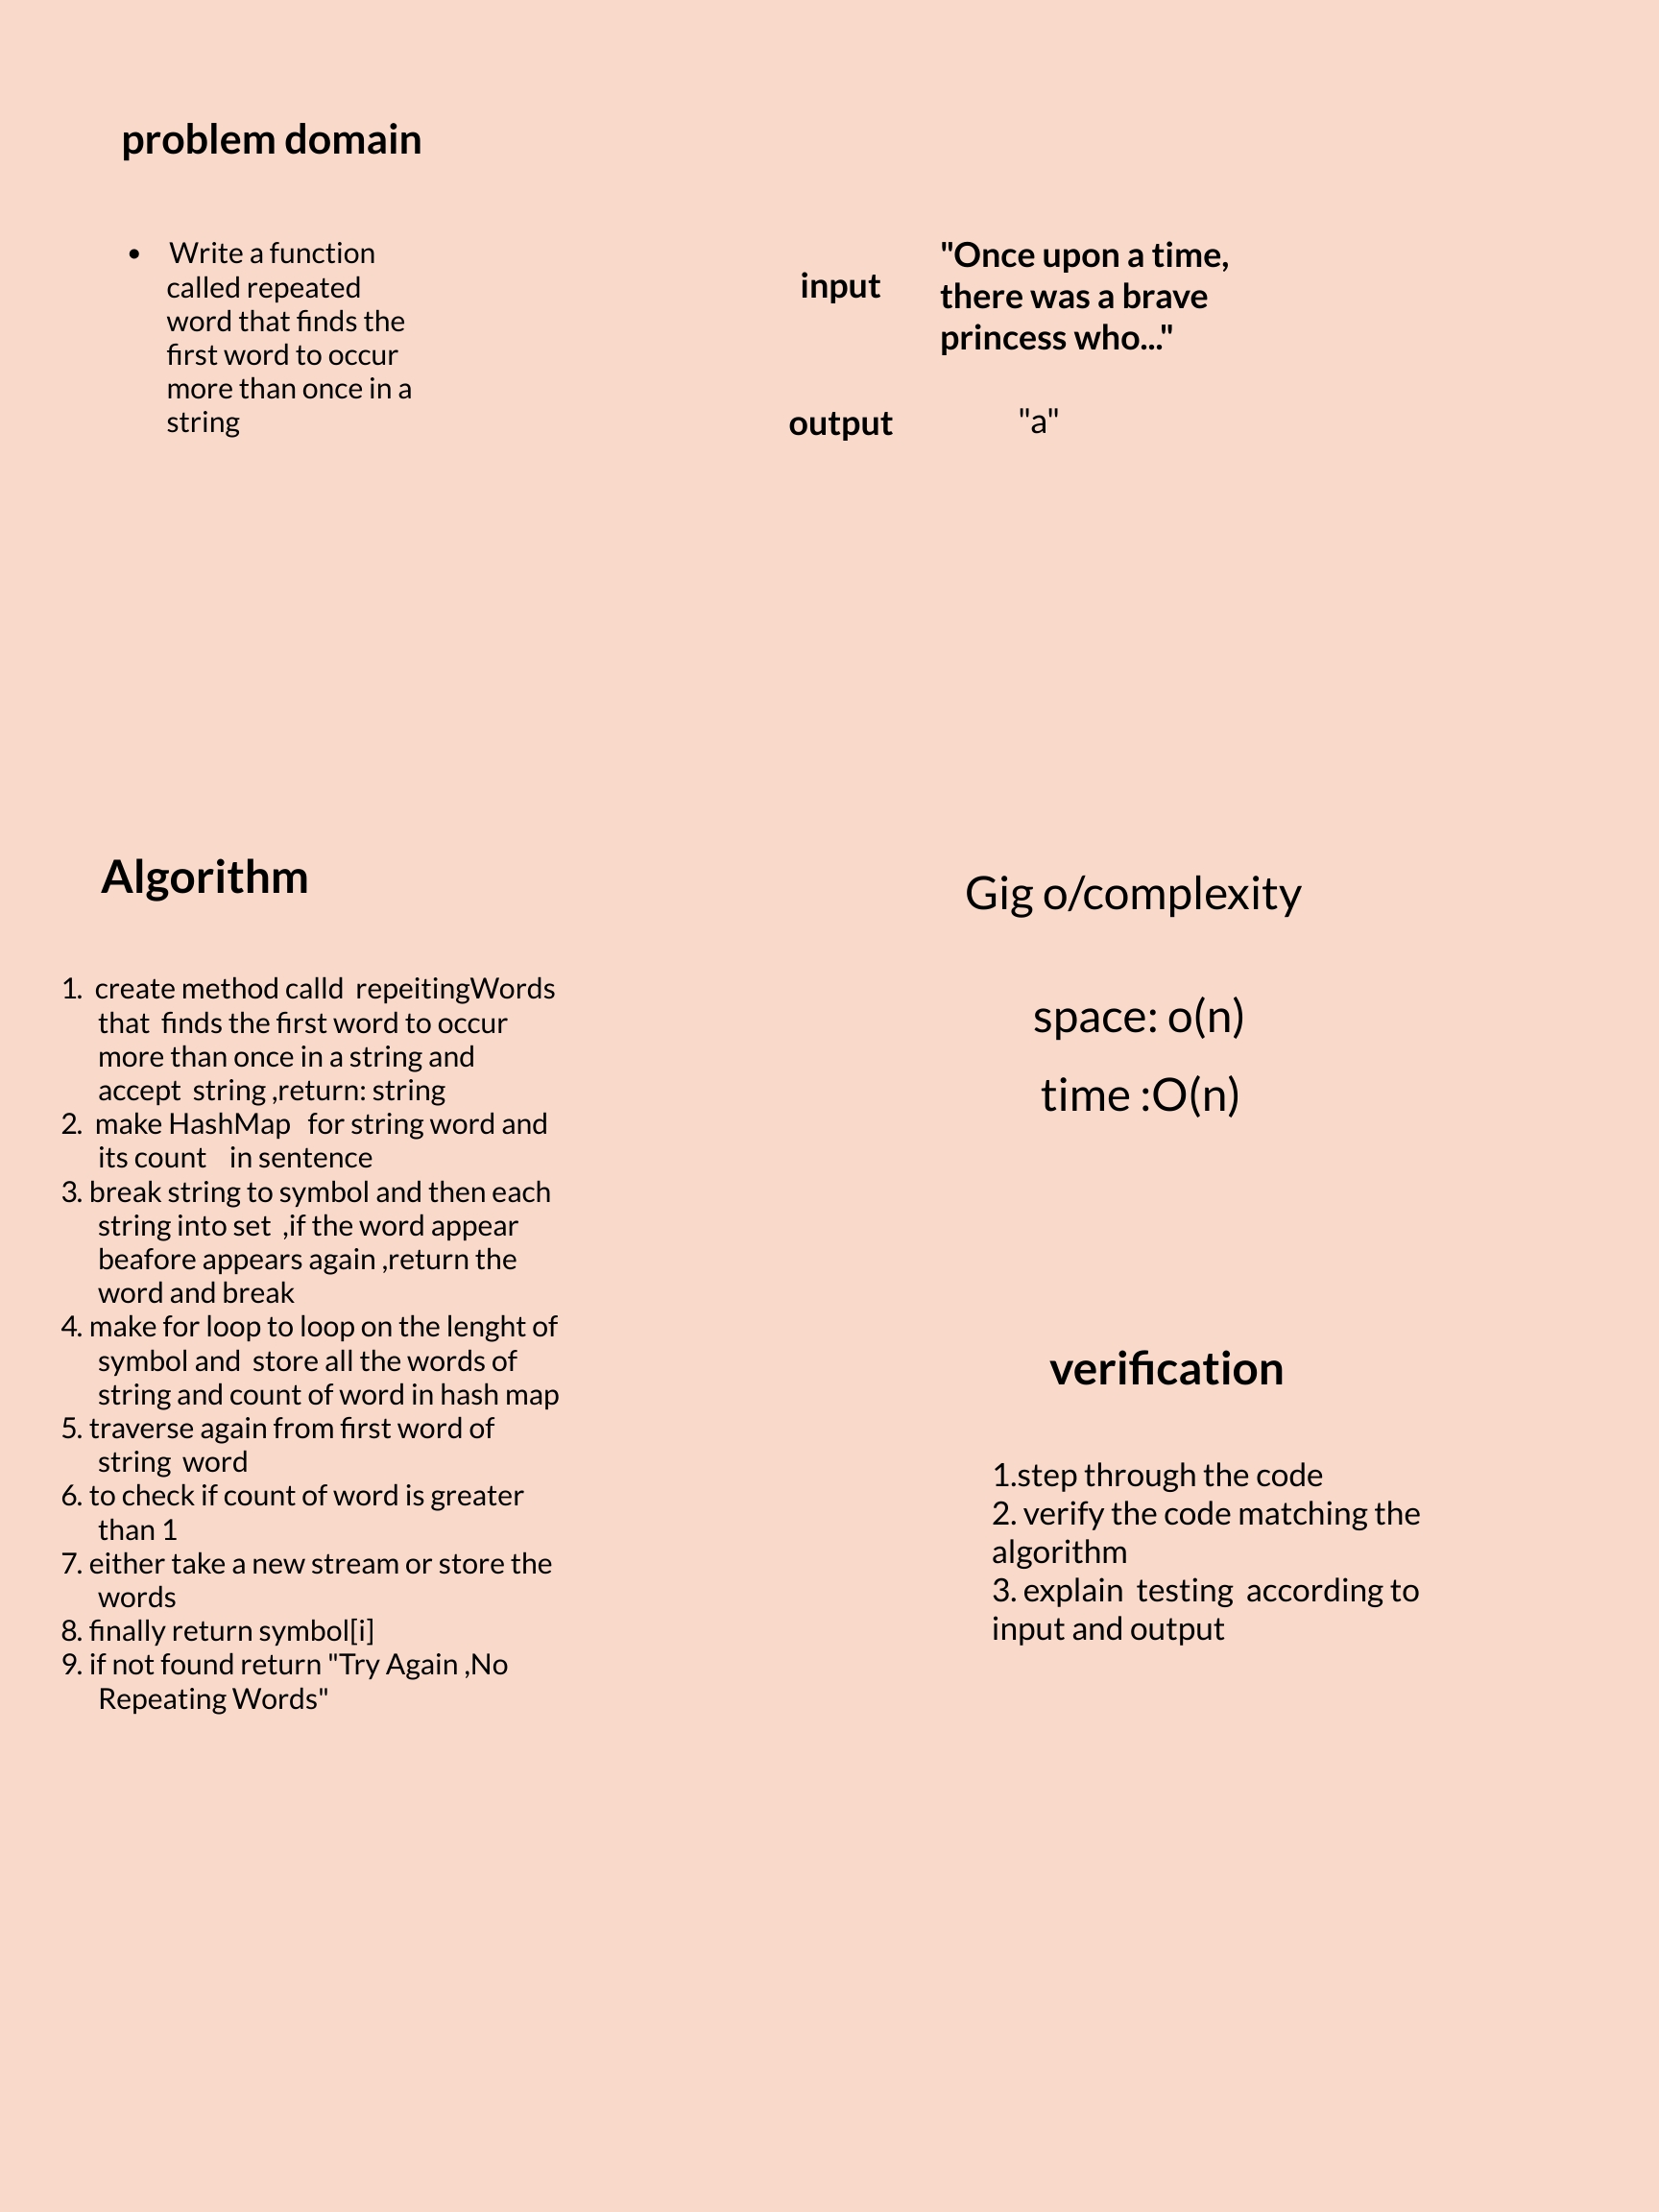 problem domain
• Write a function
called repeated
word that finds the
first word to occur
more than once in a
string
input
"Once upon a time,
there was a brave
princess who..."
output
"a"
Algorithm
1. create method calld repeitingWords
that finds the first word to occur
more than once in a string and
accept string ,return: string
2. make HashMap for string word and
its count in sentence
3. break string to symbol and then each
string into set ,if the word appear
beafore appears again ,return the
word and break
4. make for loop to loop on the lenght of
symbol and store all the words of
string and count of word in hash map
5. traverse again from first word of
string word
6. to check if count of word is greater
than 1
7. either take a new stream or store the
words
8. finally return symbol[i]
9. if not found return "Try Again ,No
Repeating Words"
Gig o/complexity
space: o(n)
time :O(n)
verification
1.step through the code
2. verify the code matching the
algorithm
3. explain testing according to
input and output